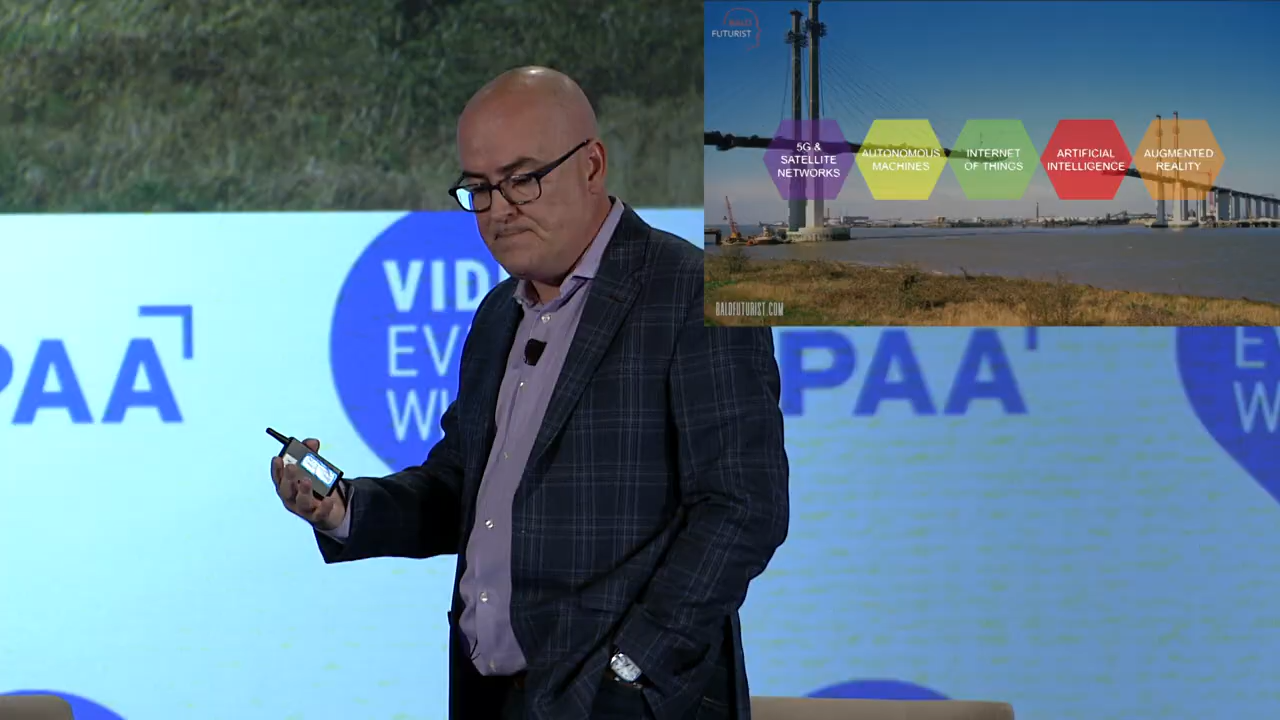 BALD
FUTURIST
5G &
SATELLITE
NETWORKS
AUTONOMOUS
MACHINES
INTERNET
OF THINGS
ARTIFICIAL
INTELLIGENCE
AUGMENTED
REALITY
BALDFUTURIST.COM
VID
EV
WI
PAA
PAA
E
W